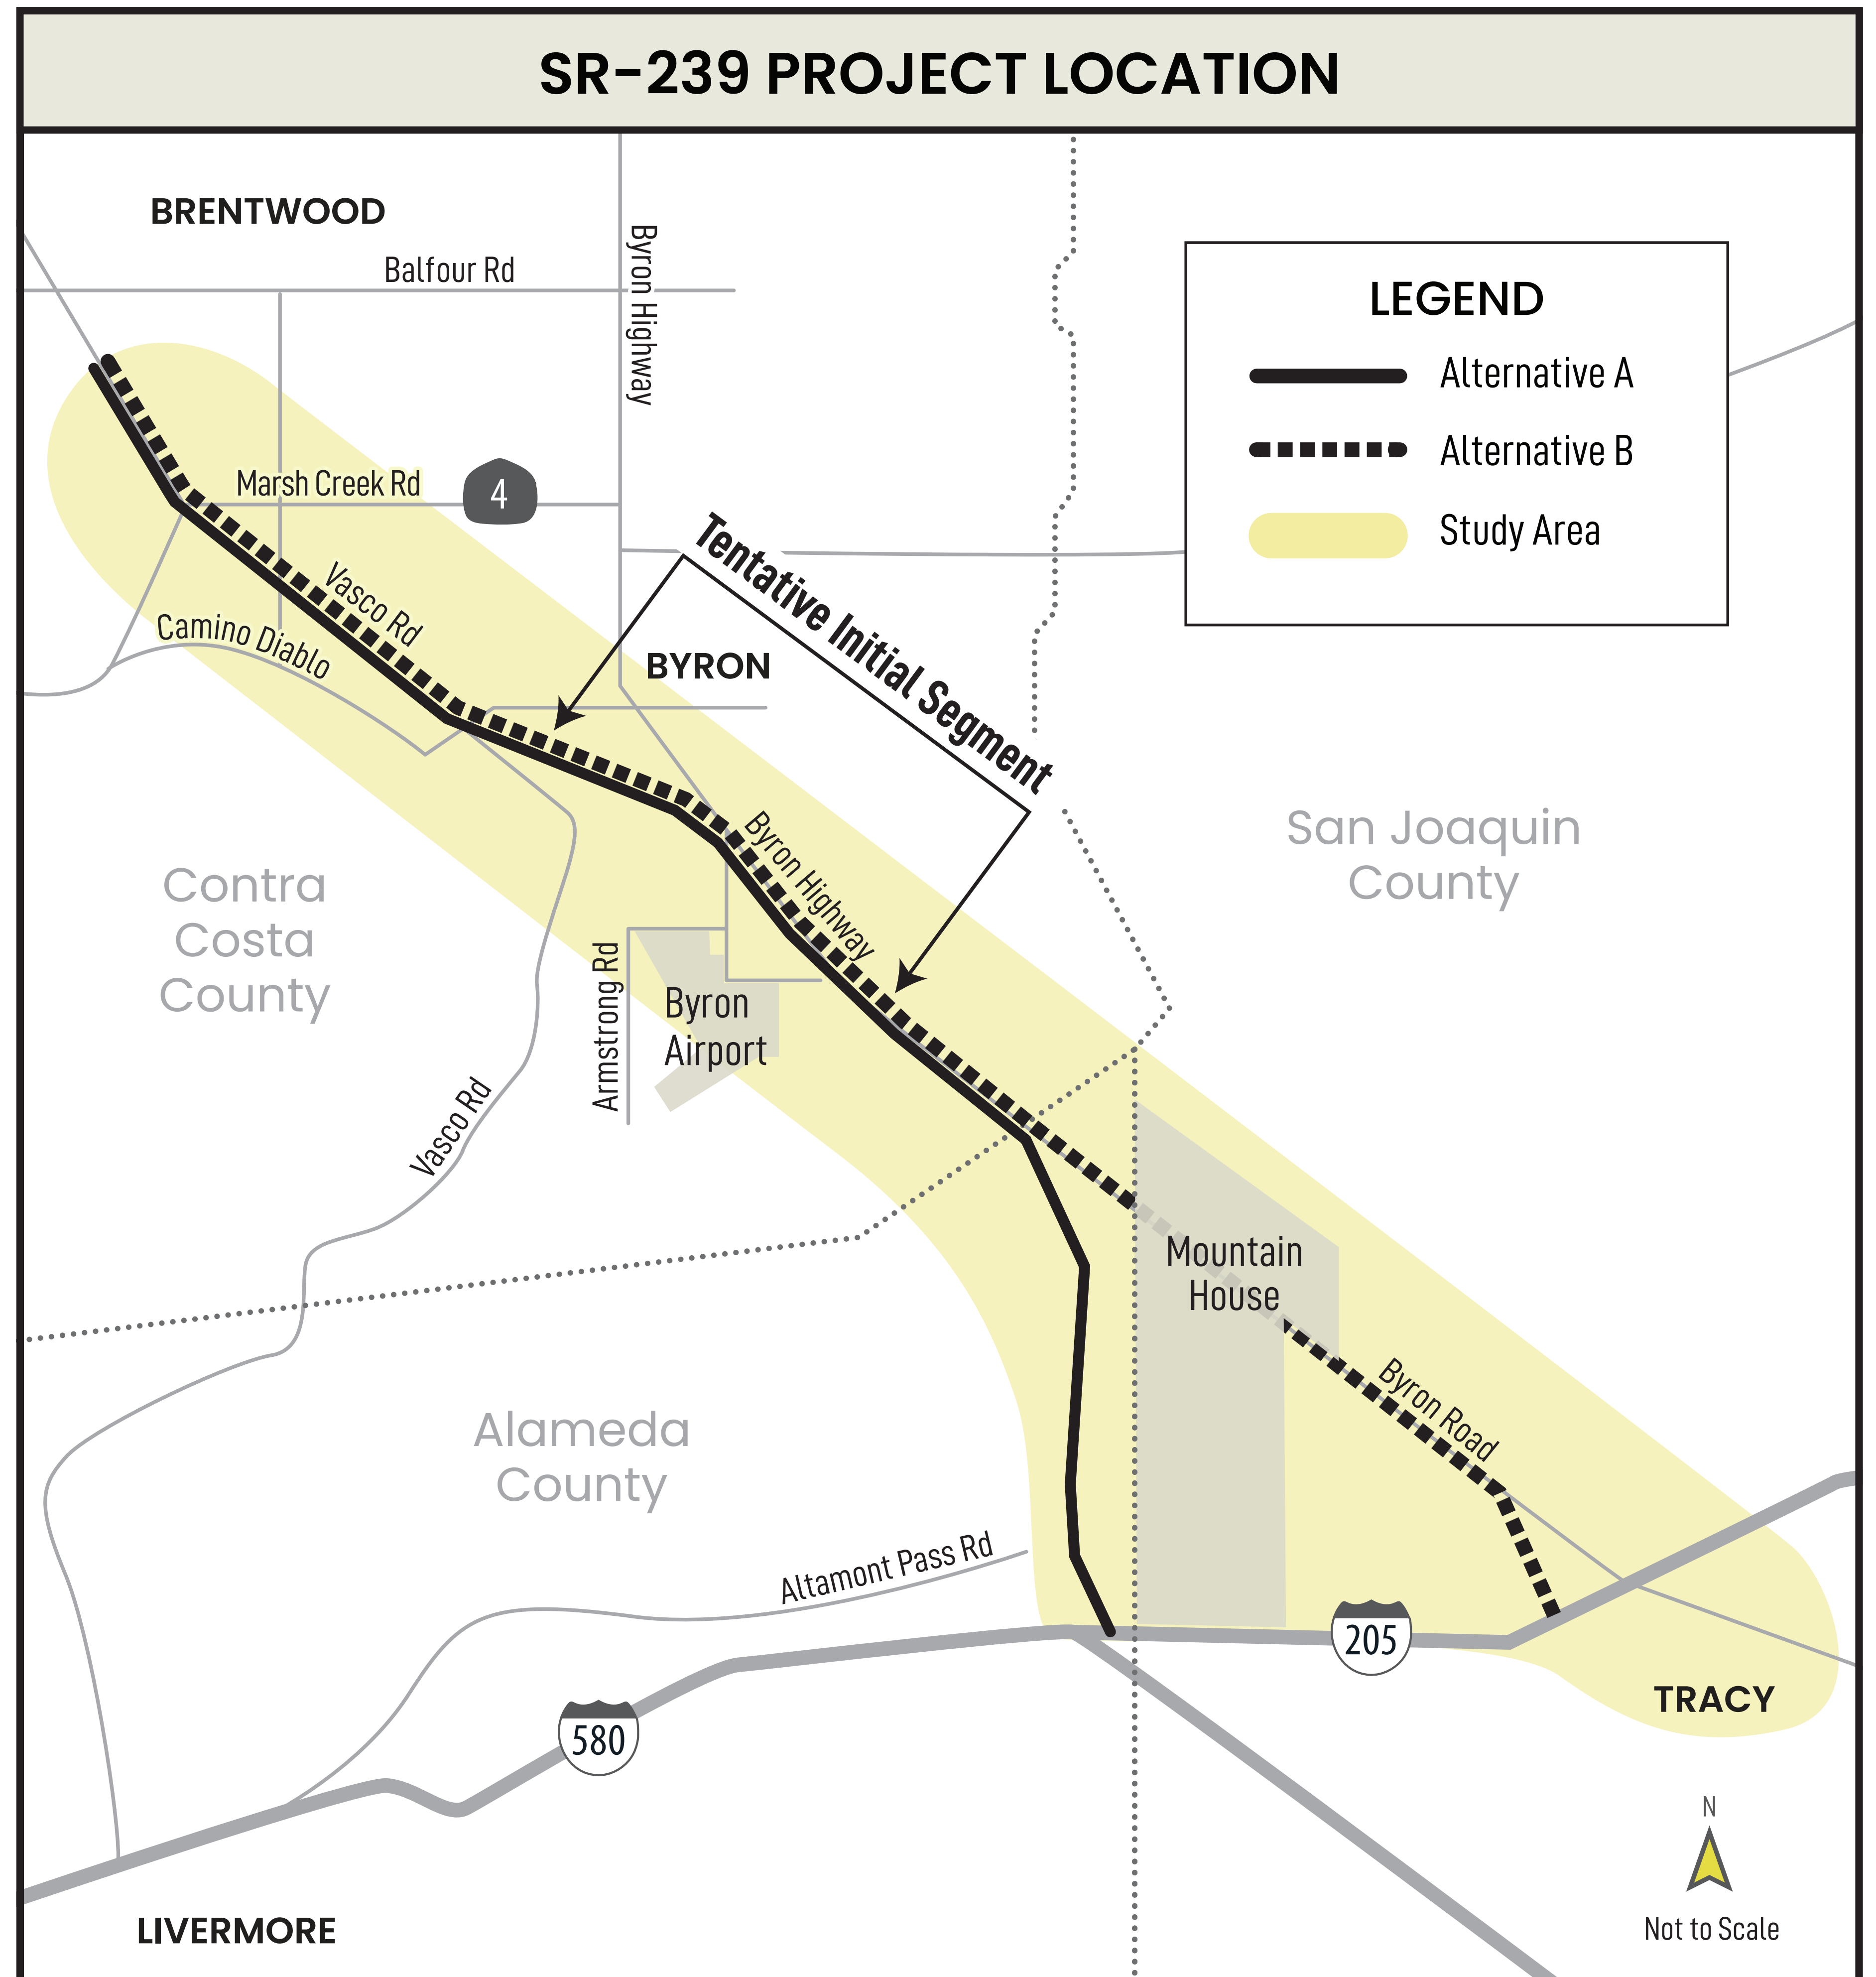 SR-239 PROJECT LOCATION
BRENTWOOD
Balfour Rd
Byron Highway
LEGEND
Alternative A
Alternative B
Study Area
Marsh Creek Rd
4
Tentative Initial Segment
Vasco Rd
Camino Diablo
BYRON
Byron Highway
San Joaquin
County
Contra
Costa
County
Armstrong Rd
Byron
Airport
Vasco Rd
Mountain
House
Byron Road
Alameda
County
Altamont Pass Rd
205
580
TRACY
N
Not to Scale
LIVERMORE